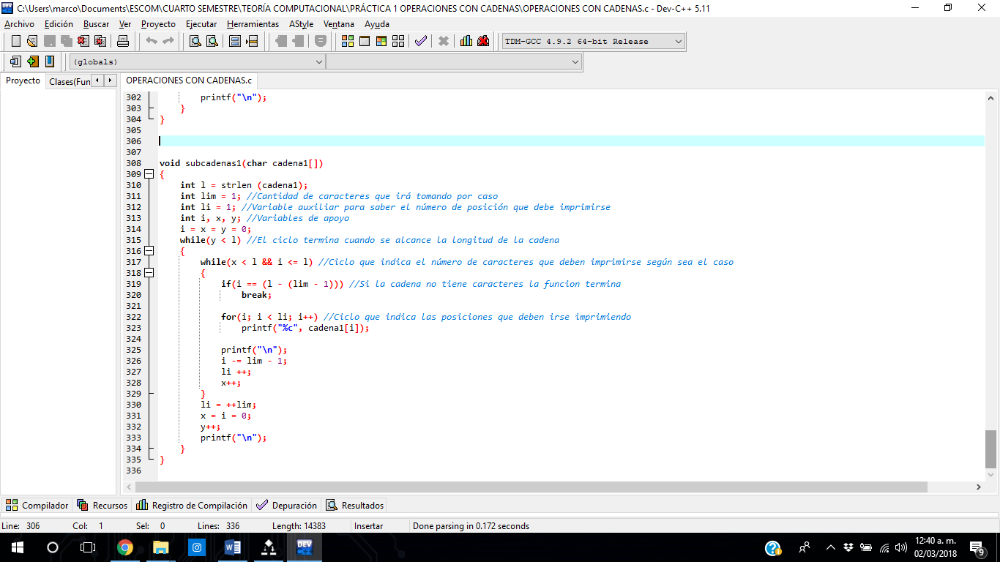 C:\Users\marco\Documents\ESCOM\CUARTO SEMESTRE\TEORÍA COMPUTACIONAL\PRÁCTICA 1 OPERACIONES CON CADENAS\OPERACIONES CON CADENAS.c - Dev-C++ 5.11
Archivo Edición Buscar Ver Proyecto Ejecutar Herramientas AStyle Ventana Ayuda
TDM-GCC 4.9.2 64-bit Release
(globals)
Proyecto Clases(Fun OPERACIONES CON CADENAS.c
302         printf("\n");
303     }
304 }
305
306
307
308 void subcadenas1(char cadena1[])
309 {
310     int l = strlen (cadena1);
311     int lim = 1; //Cantidad de caracteres que irá tomando por caso
312     int li = 1; //Variable auxiliar para saber el número de posición que debe imprimirse
313     int i, x, y; //Variables de apoyo
314     i = x = y = 0;
315     while(y < l) //El ciclo termina cuando se alcance la longitud de la cadena
316     {
317         while(x < l && i <= l) //Ciclo que indica el número de caracteres que deben imprimirse según sea el caso
318         {
319             if(i == (l - (lim - 1))) //Si la cadena no tiene caracteres la funcion termina
320                 break;
321
322             for(i; i < li; i++) //Ciclo que indica las posiciones que deben irse imprimiendo
323                 printf("%c", cadena1[i]);
324
325             printf("\n");
326             i -= lim - 1;
327             li ++;
328             x++;
329         }
330         li = ++lim;
331         x = i = 0;
332         y++;
333         printf("\n");
334     }
335 }
336
Compilador Recursos Registro de Compilación Depuración Resultados
Line: 306 Col: 1 Sel: 0 Lines: 336 Length: 14383 Insertar Done parsing in 0.172 seconds
DEV
12:40 a. m.
02/03/2018
9